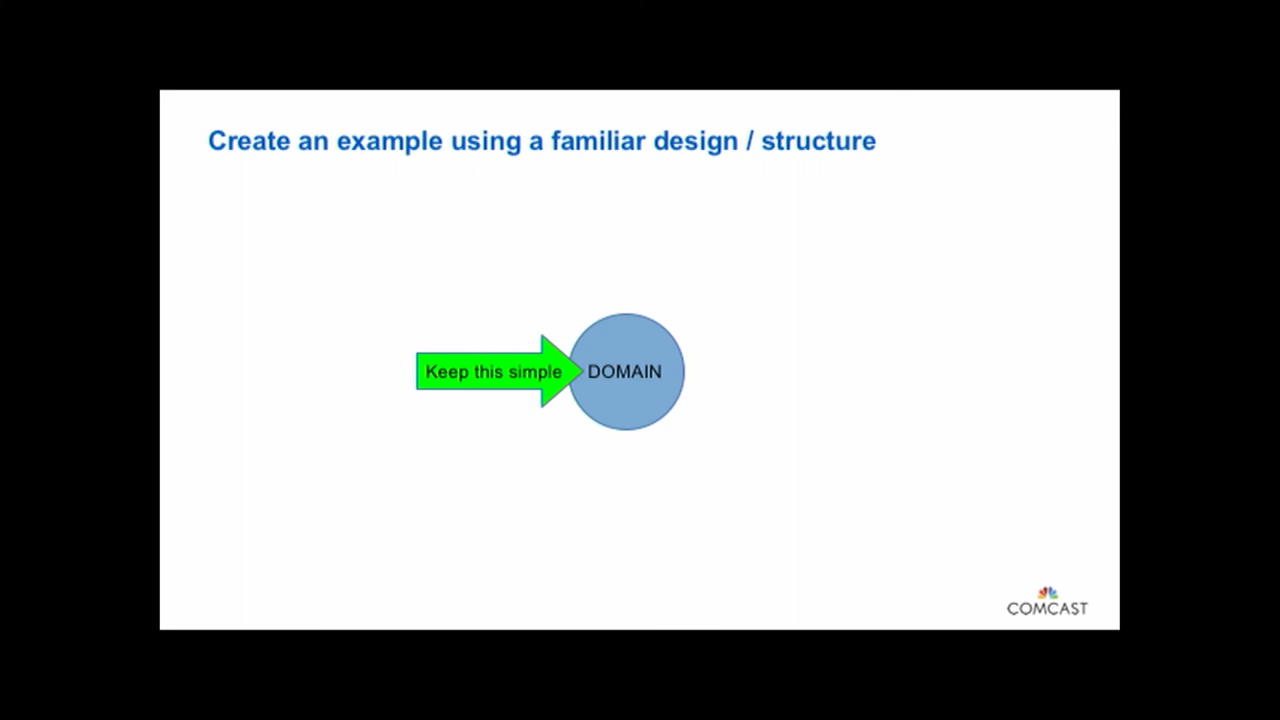 Create an example using a familiar design / structure
Keep this simple
DOMAIN
COMCAST